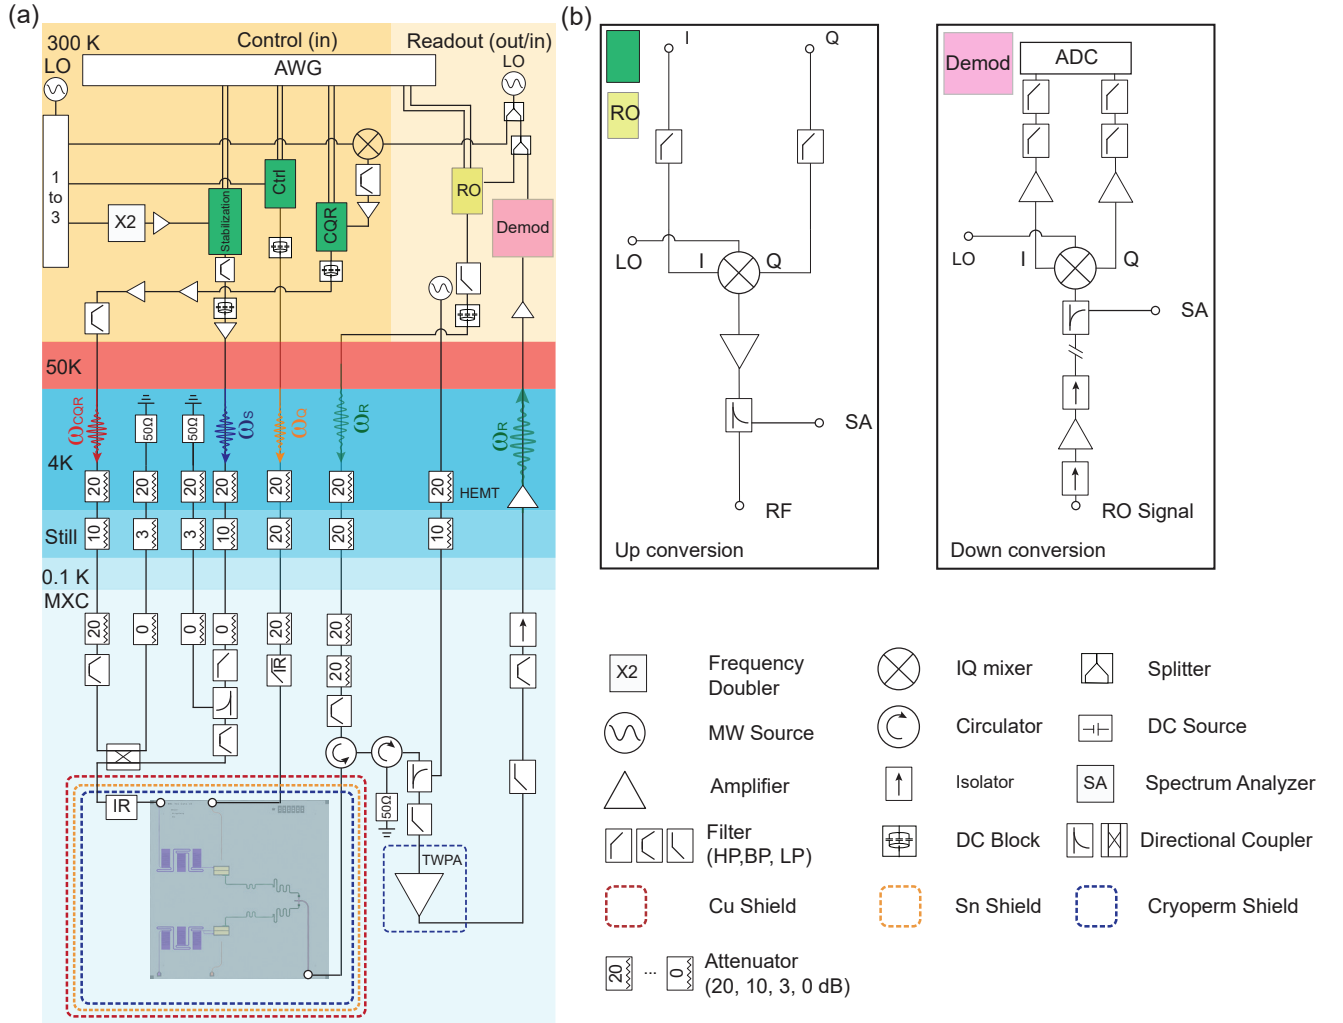 (a)
300 K
Control (in)
Readout (out/in)
LO
AWG
LO
1
to
3
X2
Stabilization
Ctrl
CQR
RO
Demod
50K
ωCQR
50Ω
50Ω
ωS
ωQ
ωR
ωR
4K
20
20
20
20
20
20
20
HEMT
Still
10
3
3
10
20
20
10
0.1 K
MXC
20
0
0
0
20
20
IR
20
IR
50Ω
TWPA
(b)
I
Q
RO
LO
I
Q
SA
RF
Up conversion
Demod
ADC
LO
I
Q
SA
RO Signal
Down conversion
X2
Frequency
Doubler
IQ mixer
Splitter
MW Source
Circulator
DC Source
Amplifier
Isolator
SA
Spectrum Analyzer
Filter
(HP,BP, LP)
DC Block
Directional Coupler
Cu Shield
Sn Shield
Cryoperm Shield
20
...
0
Attenuator
(20, 10, 3, 0 dB)